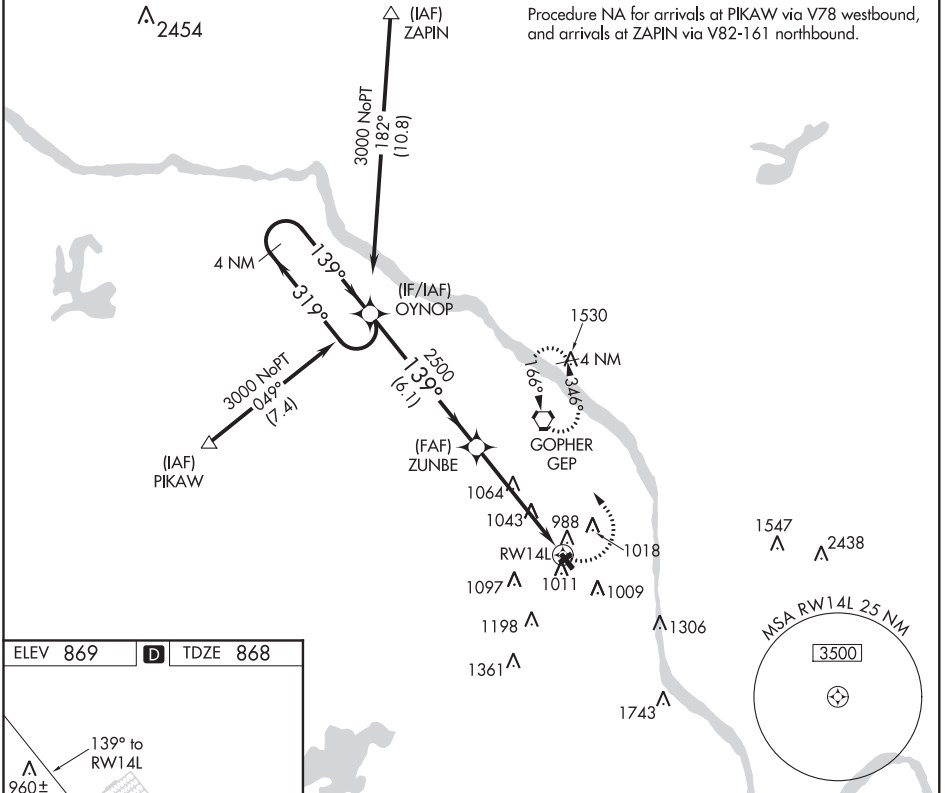 2454
(IAF)
ZAPIN
Procedure NA for arrivals at PIKAW via V78 westbound,
and arrivals at ZAPIN via V82-161 northbound.
3000 NoPT
182°
(10.8)
4 NM
139°
319°
(IF/IAF)
OYNOP
3000 NoPT
049°
(7.4)
(IAF)
PIKAW
2500
139°
(6.1)
(FAF)
ZUNBE
1530
4 NM
166°
346°
GOPHER
GEP
1064
1043
988
RW14L
1018
1097
1011
1009
1198
1361
1306
1743
1547
2438
MSA RW14L 25 NM
3500
ELEV 869
D
TDZE 868
139° to
RW14L
960±